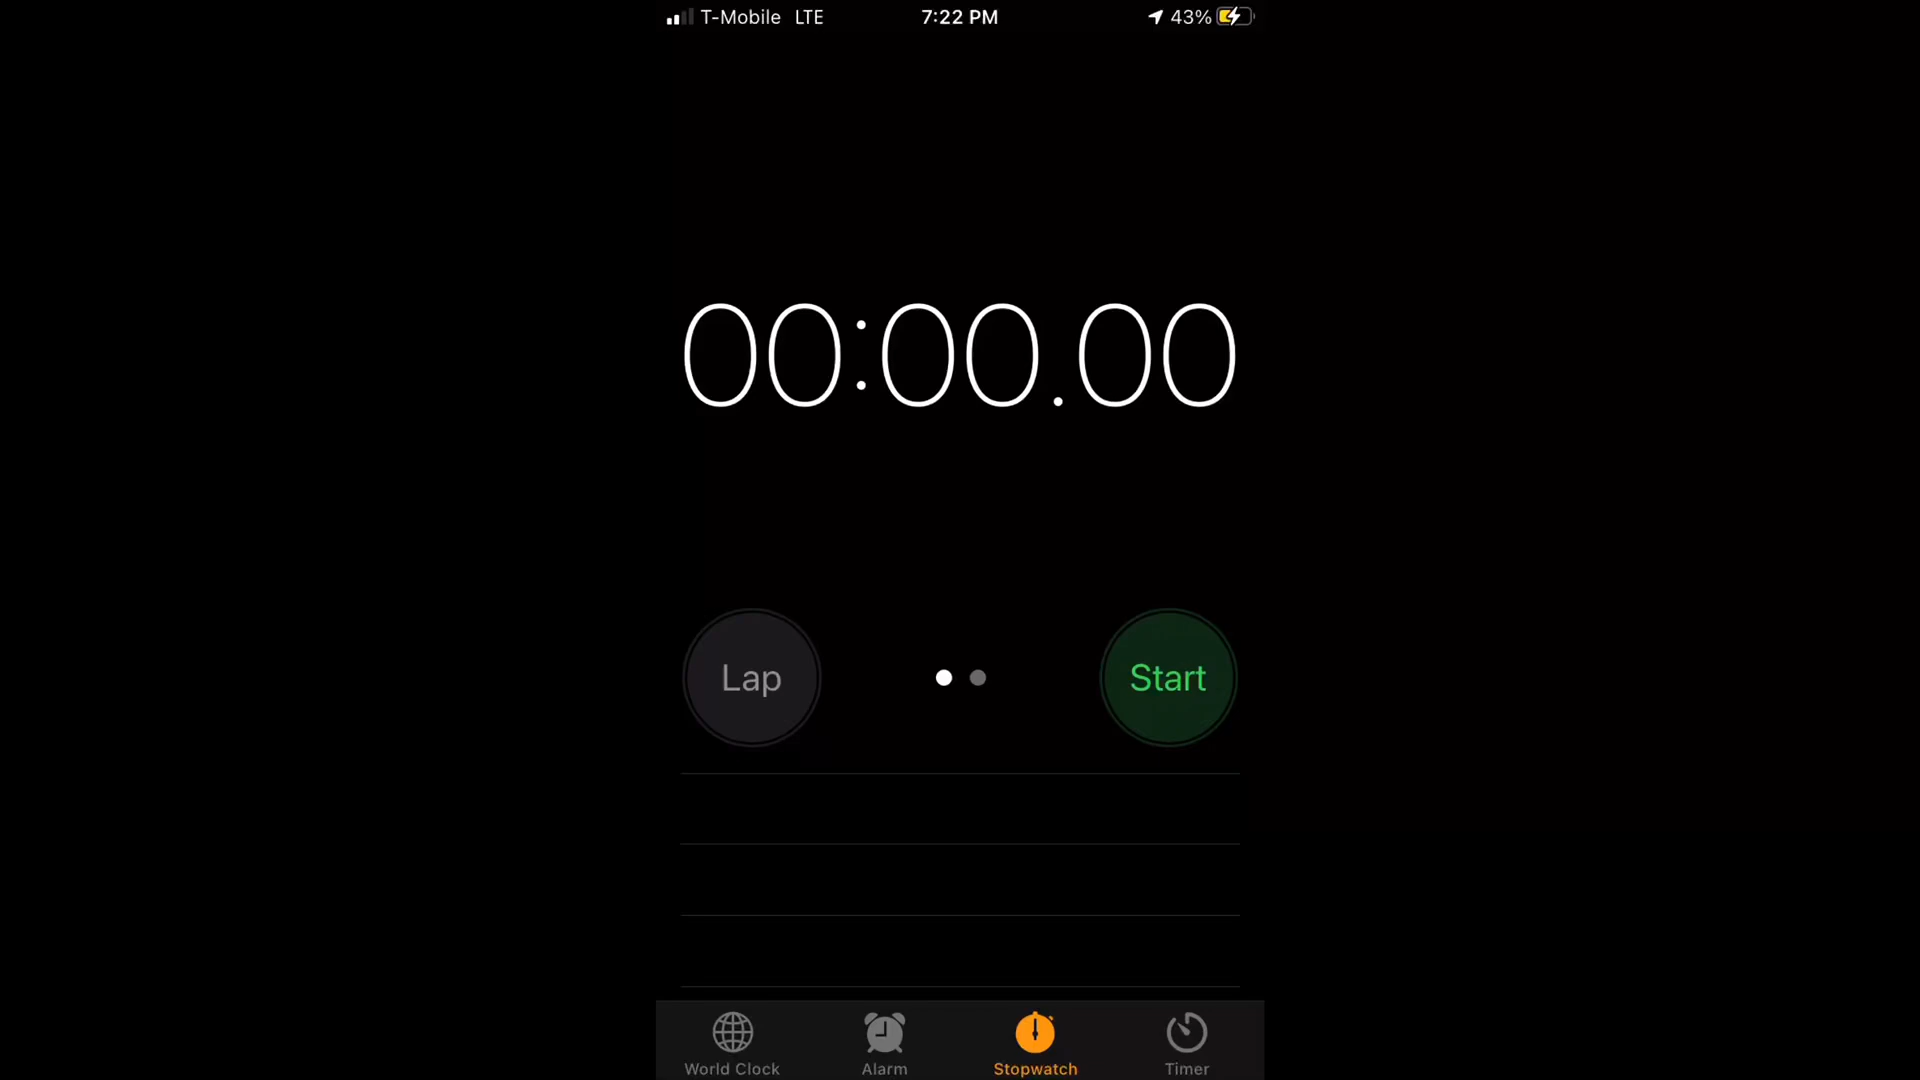 T-Mobile LTE 7:22 PM 43%
00:00.00
Lap Start
World Clock Alarm Stopwatch Timer